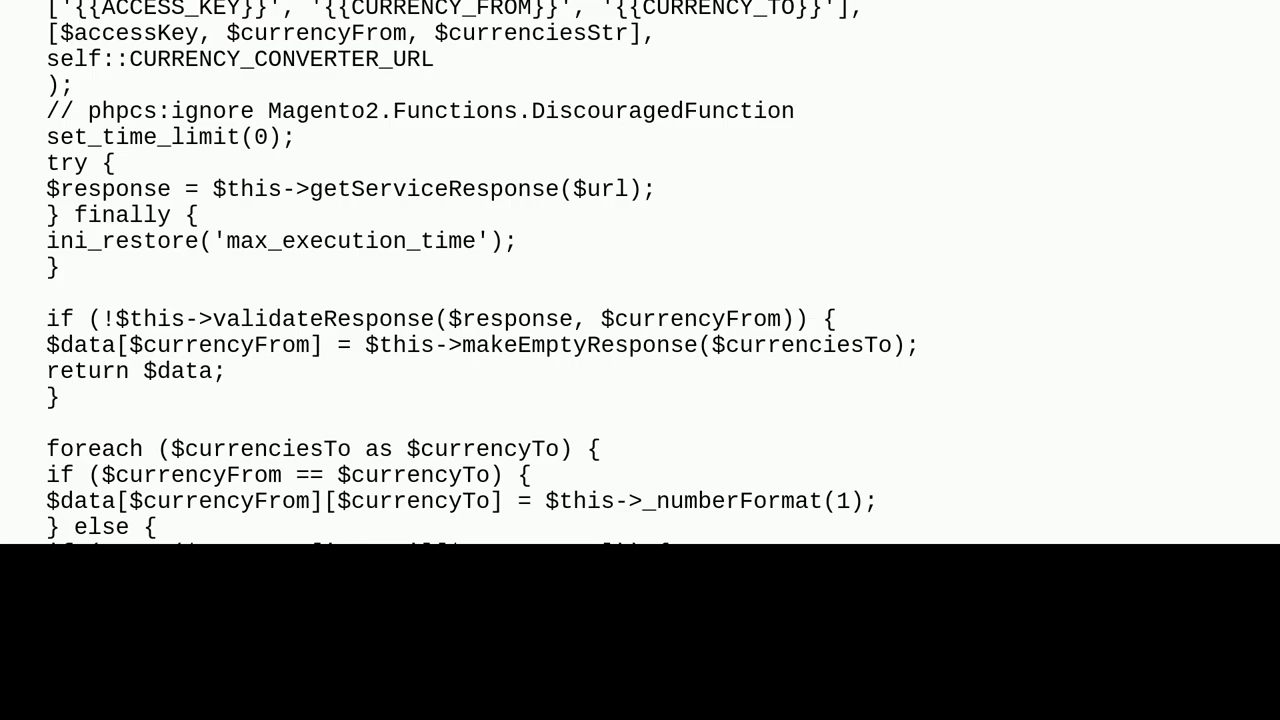 ['{{ACCESS_KEY}}', '{{CURRENCY_FROM}}', '{{CURRENCY_TO}}'],
[$accessKey, $currencyFrom, $currenciesStr],
self::CURRENCY_CONVERTER_URL
);
// phpcs:ignore Magento2.Functions.DiscouragedFunction
set_time_limit(0);
try {
$response = $this->getServiceResponse($url);
} finally {
ini_restore('max_execution_time');
}

if (!$this->validateResponse($response, $currencyFrom)) {
$data[$currencyFrom] = $this->makeEmptyResponse($currenciesTo);
return $data;
}

foreach ($currenciesTo as $currencyTo) {
if ($currencyFrom == $currencyTo) {
$data[$currencyFrom][$currencyTo] = $this->_numberFormat(1);
} else {